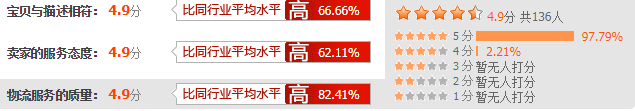 宝贝与描述相符： 4.9分 比同行业平均水平 高 66.66%
卖家的服务态度： 4.9分 比同行业平均水平 高 62.11%
物流服务的质量： 4.9分 比同行业平均水平 高 82.41%
4.9分 共136人
5 分 97.79%
4 分 2.21%
3 分 暂无人打分
2 分 暂无人打分
1 分 暂无人打分